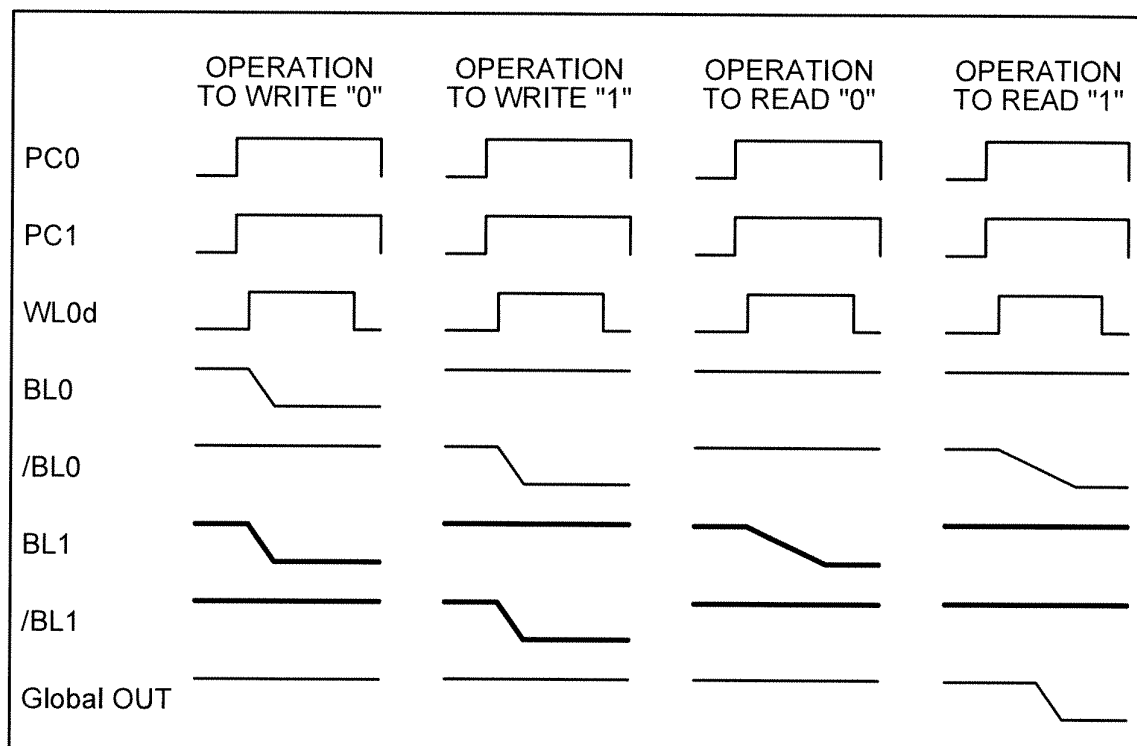 OPERATION
TO WRITE "0"
OPERATION
TO WRITE "1"
OPERATION
TO READ "0"
OPERATION
TO READ "1"
PC0
PC1
WL0d
BL0
/BL0
BL1
/BL1
Global OUT